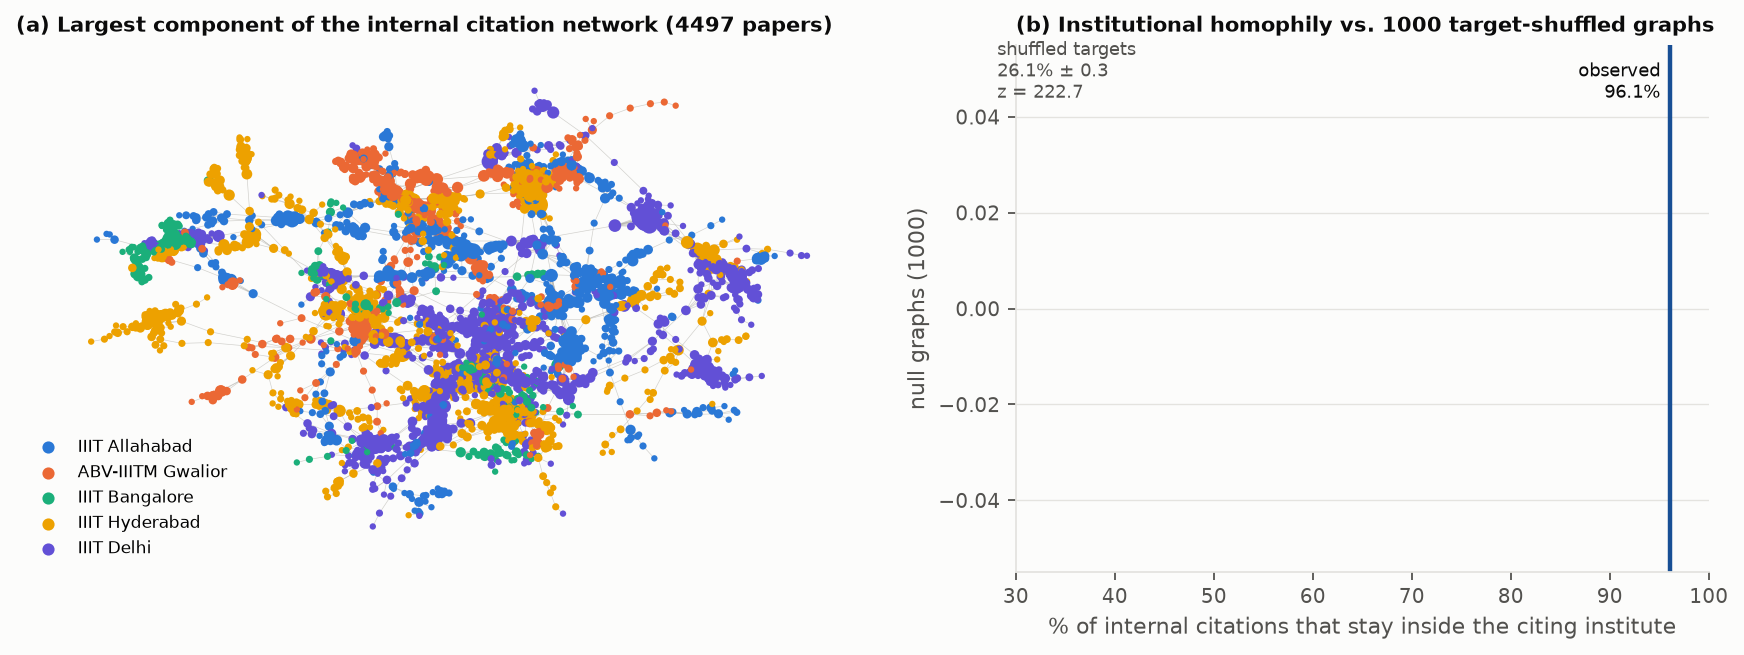 (a) Largest component of the internal citation network (4497 papers)
IIIT Allahabad
ABV-IIITM Gwalior
IIIT Bangalore
IIIT Hyderabad
IIIT Delhi
(b) Institutional homophily vs. 1000 target-shuffled graphs
shuffled targets
26.1% ± 0.3
z = 222.7
observed
96.1%
null graphs (1000)
0.04
0.02
0.00
−0.02
−0.04
30 40 50 60 70 80 90 100
% of internal citations that stay inside the citing institute